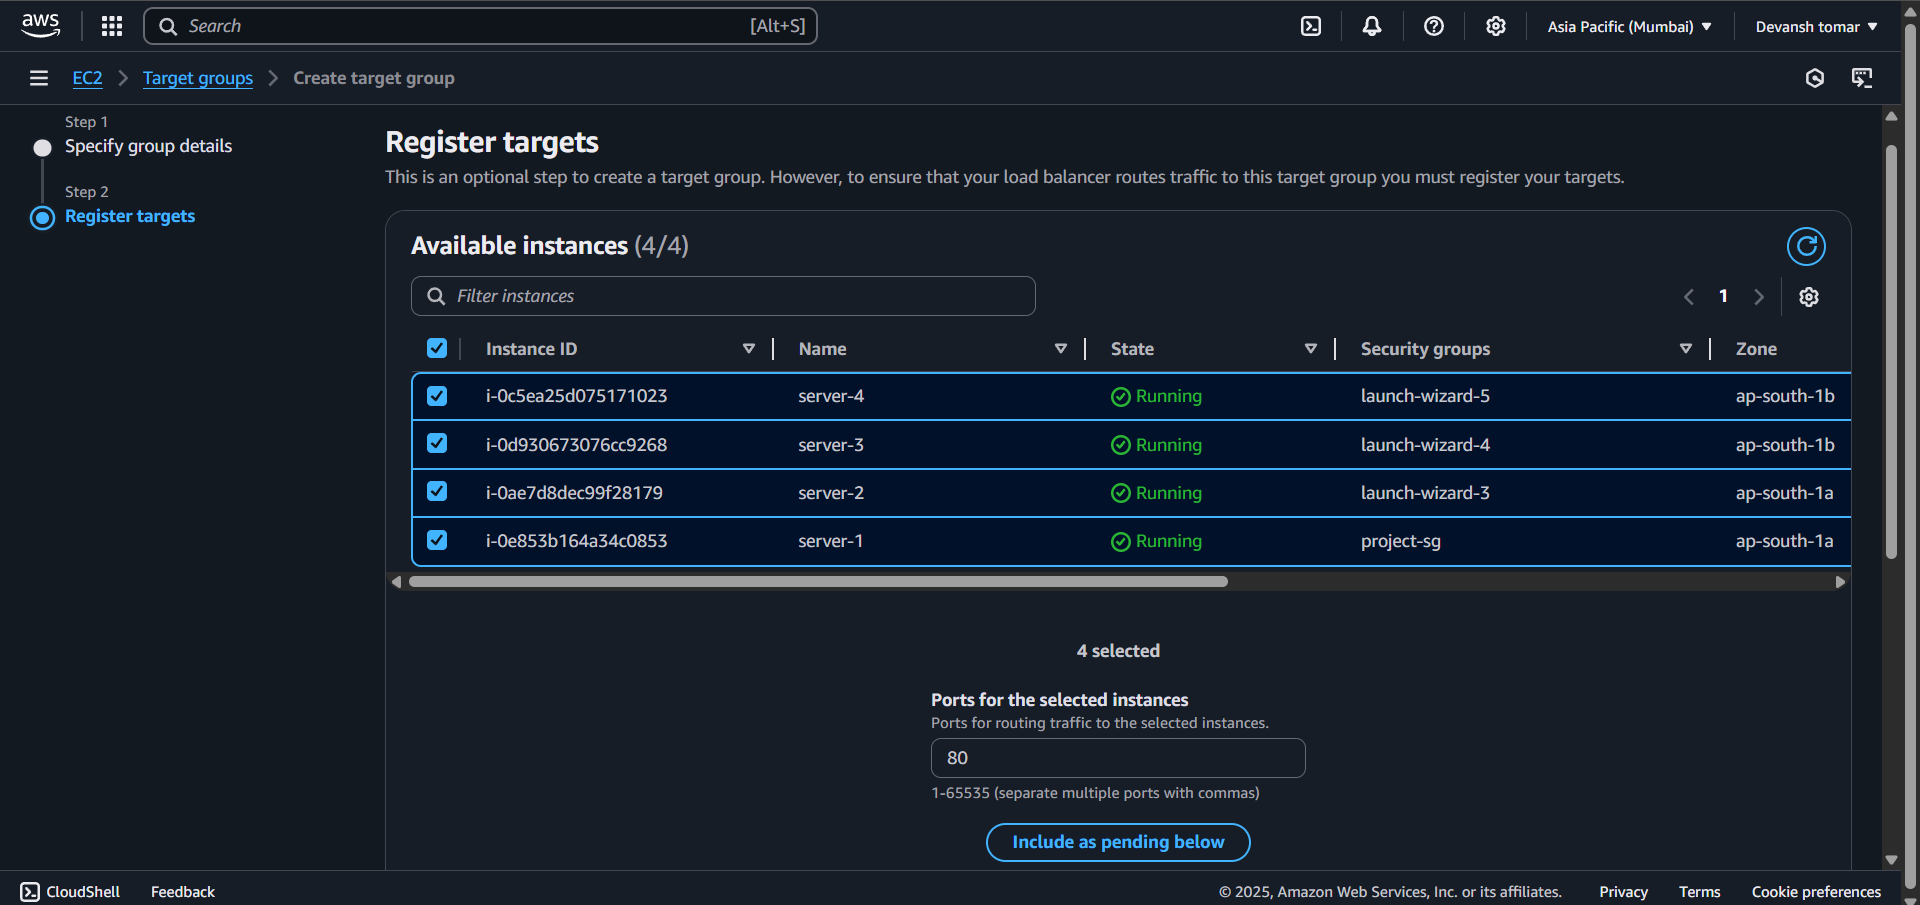 aws
Search [Alt+S]
Asia Pacific (Mumbai)
Devansh tomar
EC2
Target groups
Create target group
Step 1
Specify group details
Step 2
Register targets
Register targets
This is an optional step to create a target group. However, to ensure that your load balancer routes traffic to this target group you must register your targets.
Available instances (4/4)
Filter instances
1
Instance ID Name State Security groups Zone
i-0c5ea25d075171023 server-4 Running launch-wizard-5 ap-south-1b
i-0d930673076cc9268 server-3 Running launch-wizard-4 ap-south-1b
i-0ae7d8dec99f28179 server-2 Running launch-wizard-3 ap-south-1a
i-0e853b164a34c0853 server-1 Running project-sg ap-south-1a
4 selected
Ports for the selected instances
Ports for routing traffic to the selected instances.
80
1-65535 (separate multiple ports with commas)
Include as pending below
CloudShell Feedback © 2025, Amazon Web Services, Inc. or its affiliates. Privacy Terms Cookie preferences